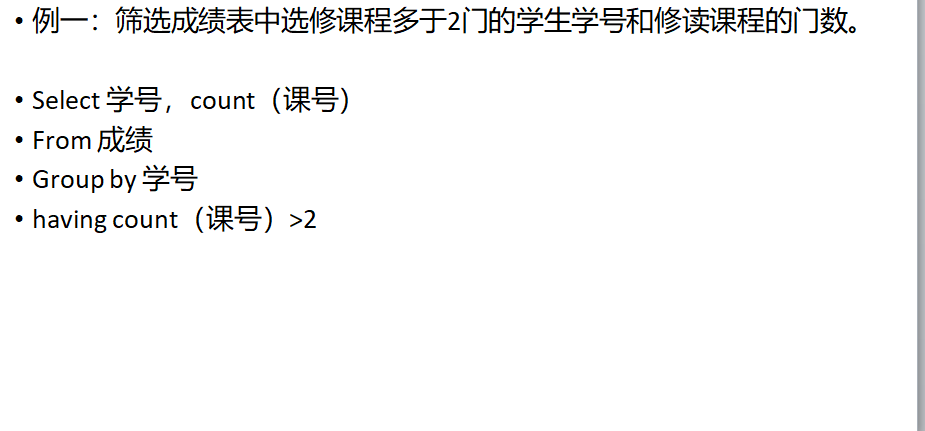 • 例一：筛选成绩表中选修课程多于2门的学生学号和修读课程的门数。
• Select 学号，count（课号）
• From 成绩
• Group by 学号
• having count（课号）>2